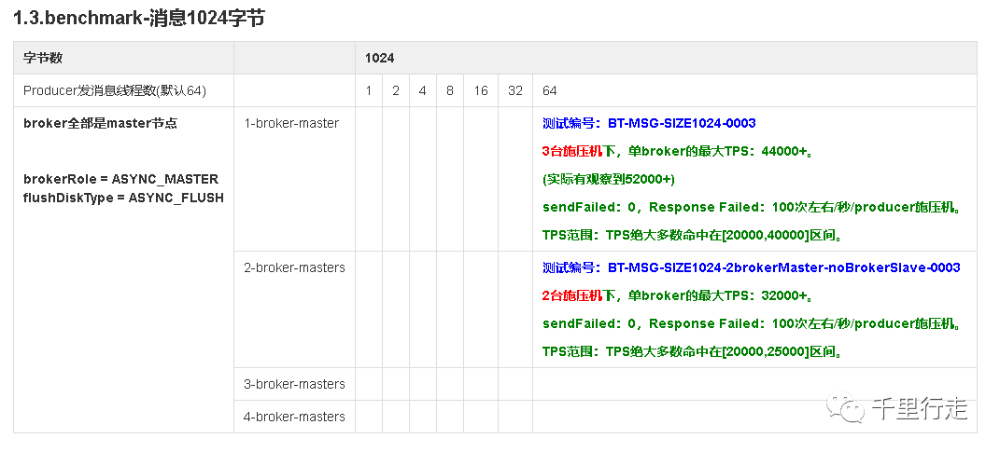 1.3.benchmark-消息1024字节
字节数
1024
Producer发消息线程数(默认64)
1
2
4
8
16
32
64
broker全部是master节点
brokerRole = ASYNC_MASTER
flushDiskType = ASYNC_FLUSH
1-broker-master
测试编号：BT-MSG-SIZE1024-0003
3台施压机下，单broker的最大TPS：44000+。
(实际有观察到52000+)
sendFailed：0，Response Failed：100次左右/秒/producer施压机。
TPS范围：TPS绝大多数命中在[20000,40000]区间。
2-broker-masters
测试编号：BT-MSG-SIZE1024-2brokerMaster-noBrokerSlave-0003
2台施压机下，单broker的最大TPS：32000+。
sendFailed：0，Response Failed：100次左右/秒/producer施压机。
TPS范围：TPS绝大多数命中在[20000,25000]区间。
3-broker-masters
4-broker-masters
千里行走